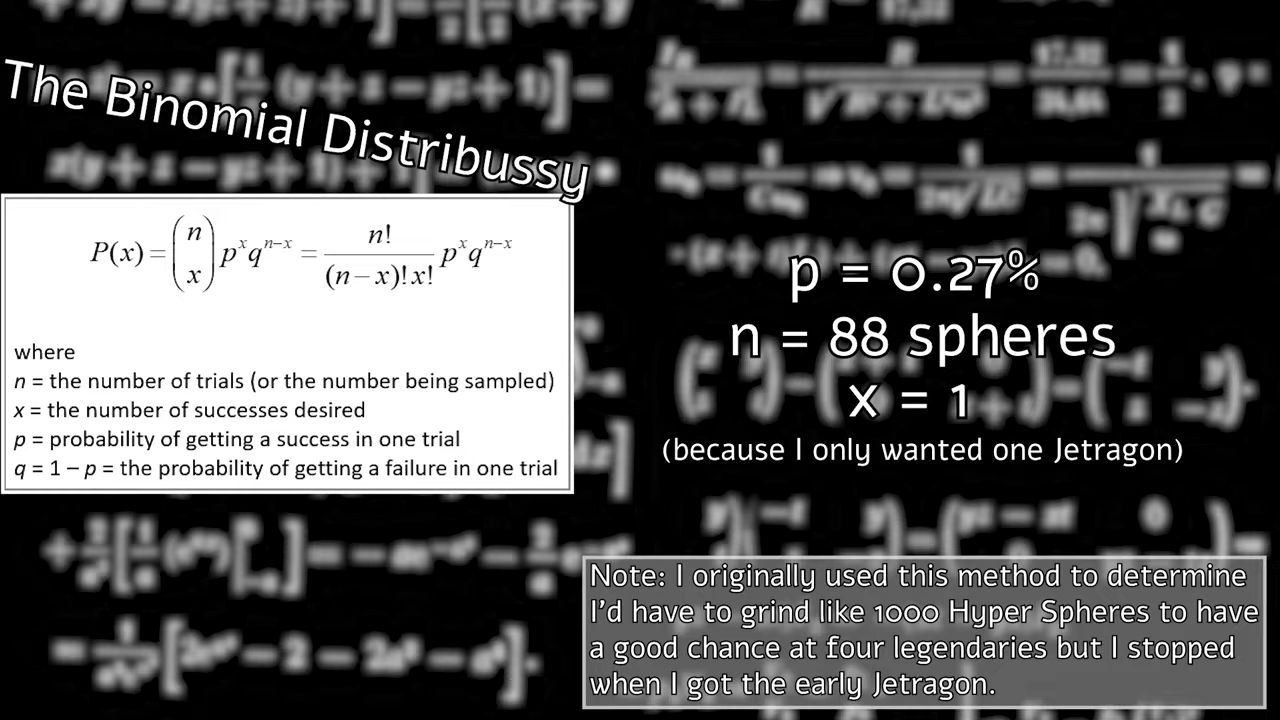 The Binomial Distribussy
P(x) = (n x) p^x q^(n−x) = n! / (n − x)! x! p^x q^(n−x)
where
n = the number of trials (or the number being sampled)
x = the number of successes desired
p = probability of getting a success in one trial
q = 1 – p = the probability of getting a failure in one trial
p = 0.27%
n = 88 spheres
x = 1
(because I only wanted one Jetragon)
Note: I originally used this method to determine
I'd have to grind like 1000 Hyper Spheres to have
a good chance at four legendaries but I stopped
when I got the early Jetragon.